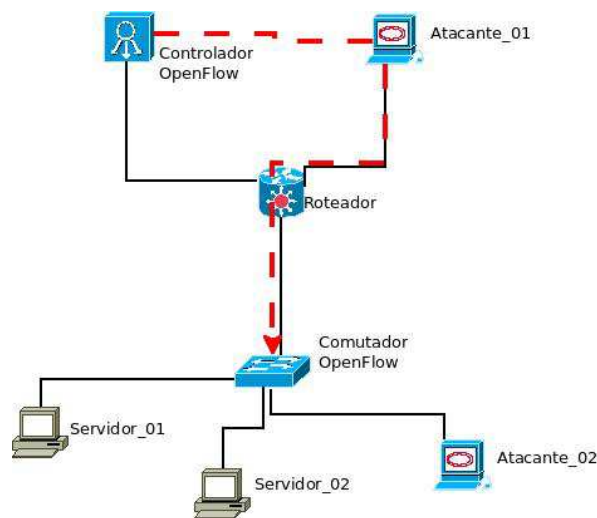 Controlador
OpenFlow
Atacante_01
Roteador
Comutador
OpenFlow
Servidor_01
Servidor_02
Atacante_02